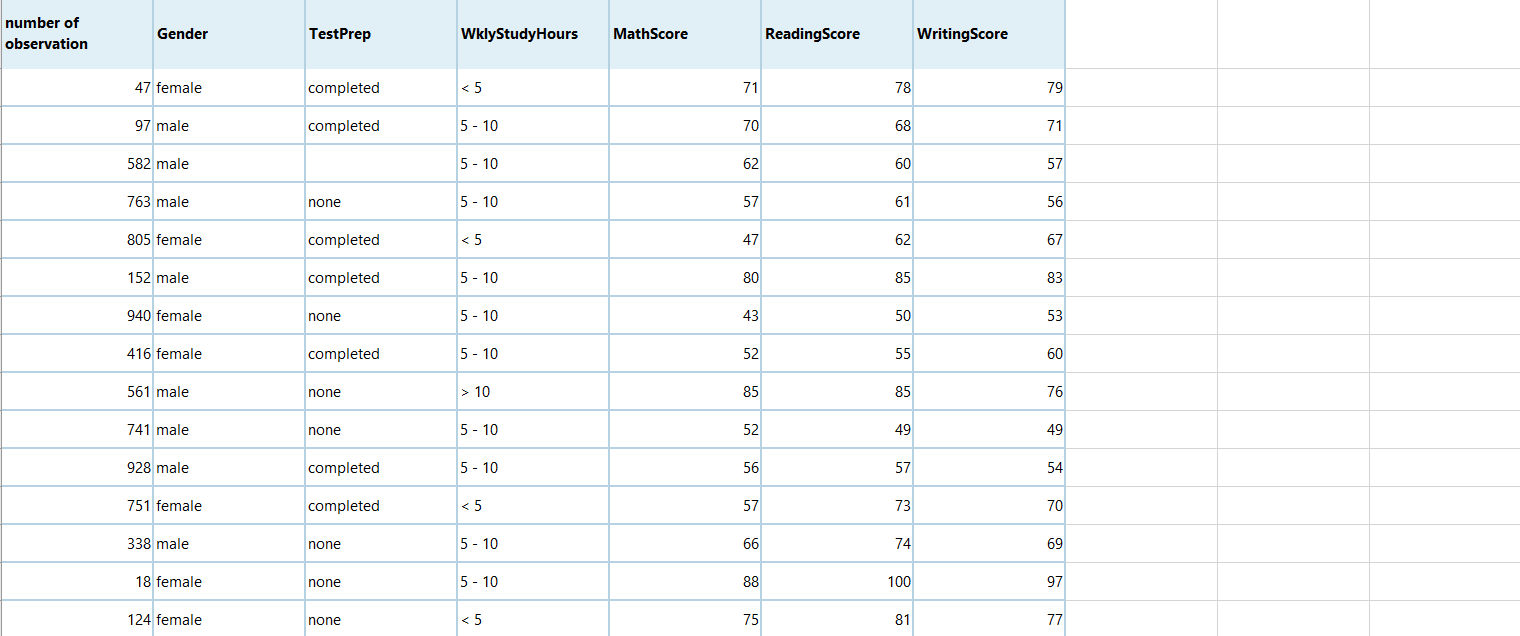 number of
observation Gender TestPrep WklyStudyHours MathScore ReadingScore WritingScore
47 female completed < 5 71 78 79
97 male completed 5 - 10 70 68 71
582 male 5 - 10 62 60 57
763 male none 5 - 10 57 61 56
805 female completed < 5 47 62 67
152 male completed 5 - 10 80 85 83
940 female none 5 - 10 43 50 53
416 female completed 5 - 10 52 55 60
561 male none > 10 85 85 76
741 male none 5 - 10 52 49 49
928 male completed 5 - 10 56 57 54
751 female completed < 5 57 73 70
338 male none 5 - 10 66 74 69
18 female none 5 - 10 88 100 97
124 female none < 5 75 81 77